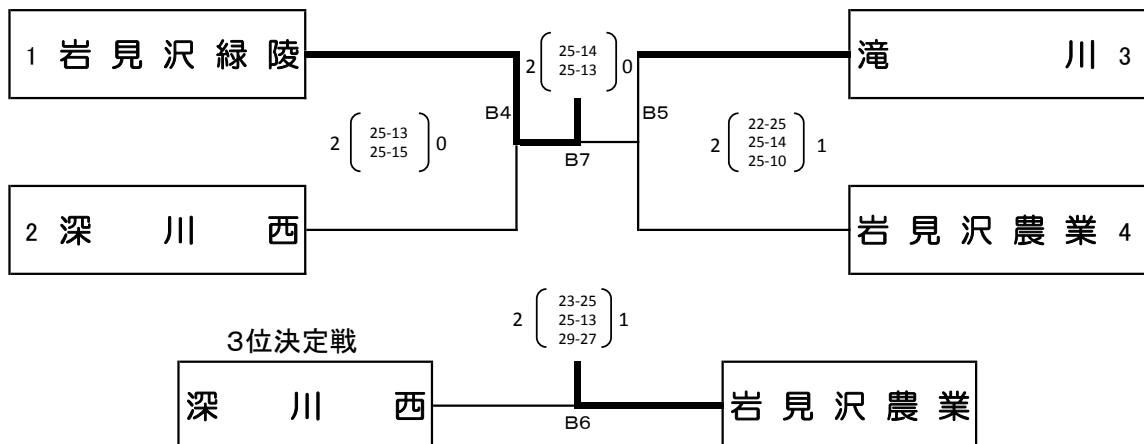 1 岩見沢緑陵
2 25-14 0
25-13
滝川 3
B4
B5
2 25-13 0
25-15
2 22-25 1
25-14
25-10
B7
2 深川西
岩見沢農業 4
2 23-25 1
25-13
29-27
3位決定戦
深川西
岩見沢農業
B6